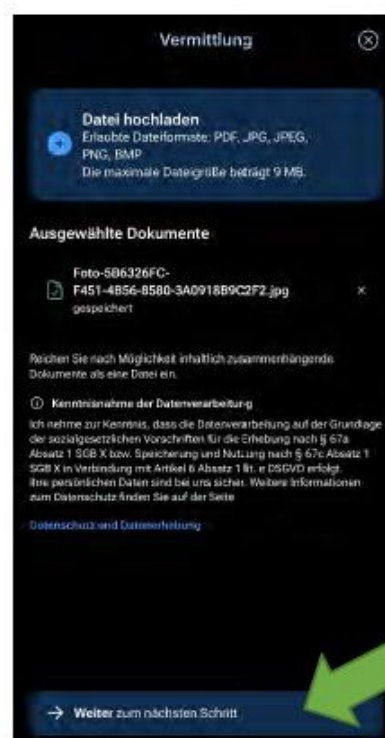 Vermittlung
Datei hochladen
Erlaubte Dateiformate: PDF, JPG, JPEG,
PNG, BMP
Die maximale Dateigröße beträgt 9 MB.
Ausgewählte Dokumente
Foto-5B6326FC-
F451-4B56-8580-3A0918B9C2F2.jpg
gespeichert
Reichen Sie nach Möglichkeit inhaltlich zusammenhängende
Dokumente als eine Datei ein.
Kenntnisnahme der Datenverarbeitung
Ich nehme zur Kenntnis, dass die Datenverarbeitung auf der Grundlage
der sozialgesetzlichen Vorschriften für die Erhebung nach § 67a
Absatz 1 SGB X bzw. Speicherung und Nutzung nach § 67c Absatz 1
SGB X in Verbindung mit Artikel 6 Absatz 1 lit. e DSGVO erfolgt.
Ihre persönlichen Daten sind bei uns sicher. Weitere Informationen
zum Datenschutz finden Sie auf der Seite
Datenschutz und Datenerhebung
Weiter zum nächsten Schritt